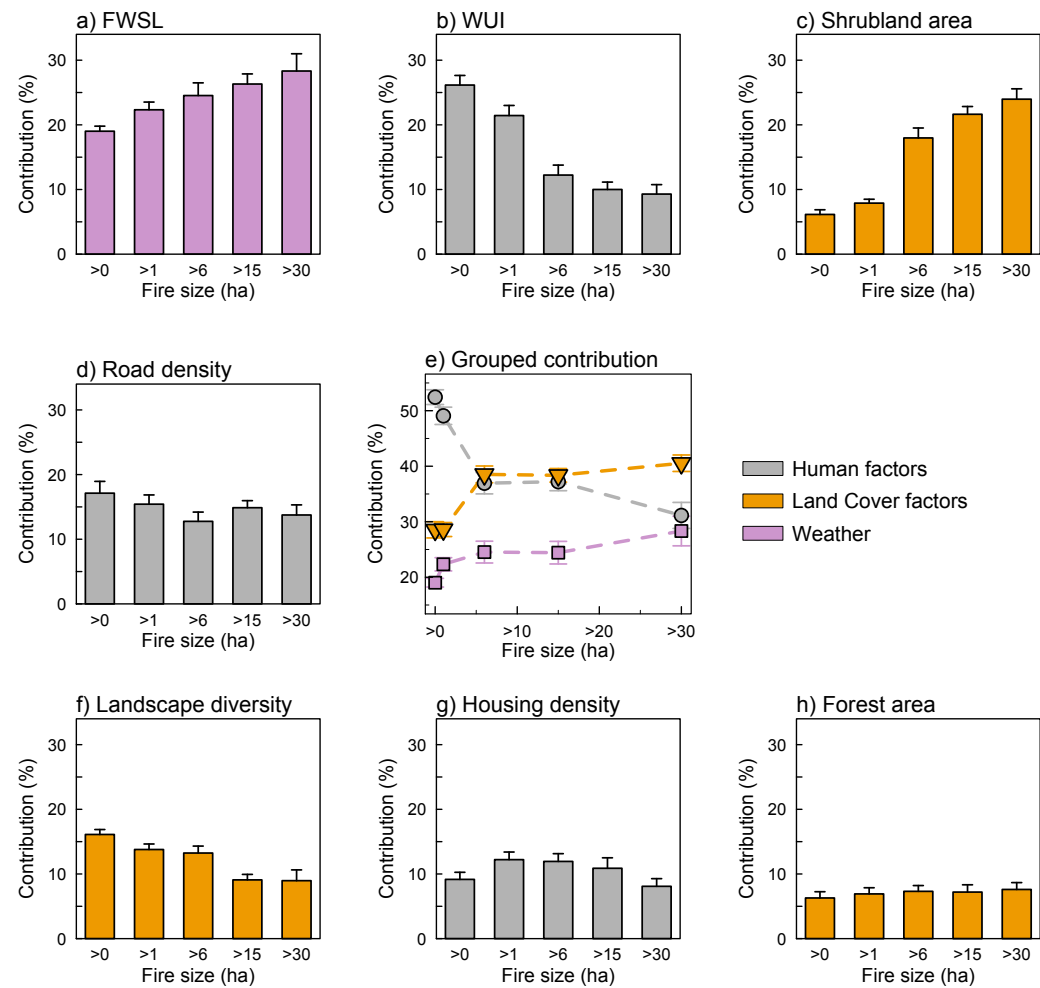 a) FWSL
Contribution (%)
30
20
10
0
>0 >1 >6 >15 >30
Fire size (ha)
b) WUI
Contribution (%)
30
20
10
0
>0 >1 >6 >15 >30
Fire size (ha)
c) Shrubland area
Contribution (%)
30
20
10
0
>0 >1 >6 >15 >30
Fire size (ha)
d) Road density
Contribution (%)
30
20
10
0
>0 >1 >6 >15 >30
Fire size (ha)
e) Grouped contribution
Contribution (%)
50
40
30
20
>0 >10 >20 >30
Fire size (ha)
Human factors
Land Cover factors
Weather
f) Landscape diversity
Contribution (%)
30
20
10
0
>0 >1 >6 >15 >30
Fire size (ha)
g) Housing density
Contribution (%)
30
20
10
0
>0 >1 >6 >15 >30
Fire size (ha)
h) Forest area
Contribution (%)
30
20
10
0
>0 >1 >6 >15 >30
Fire size (ha)